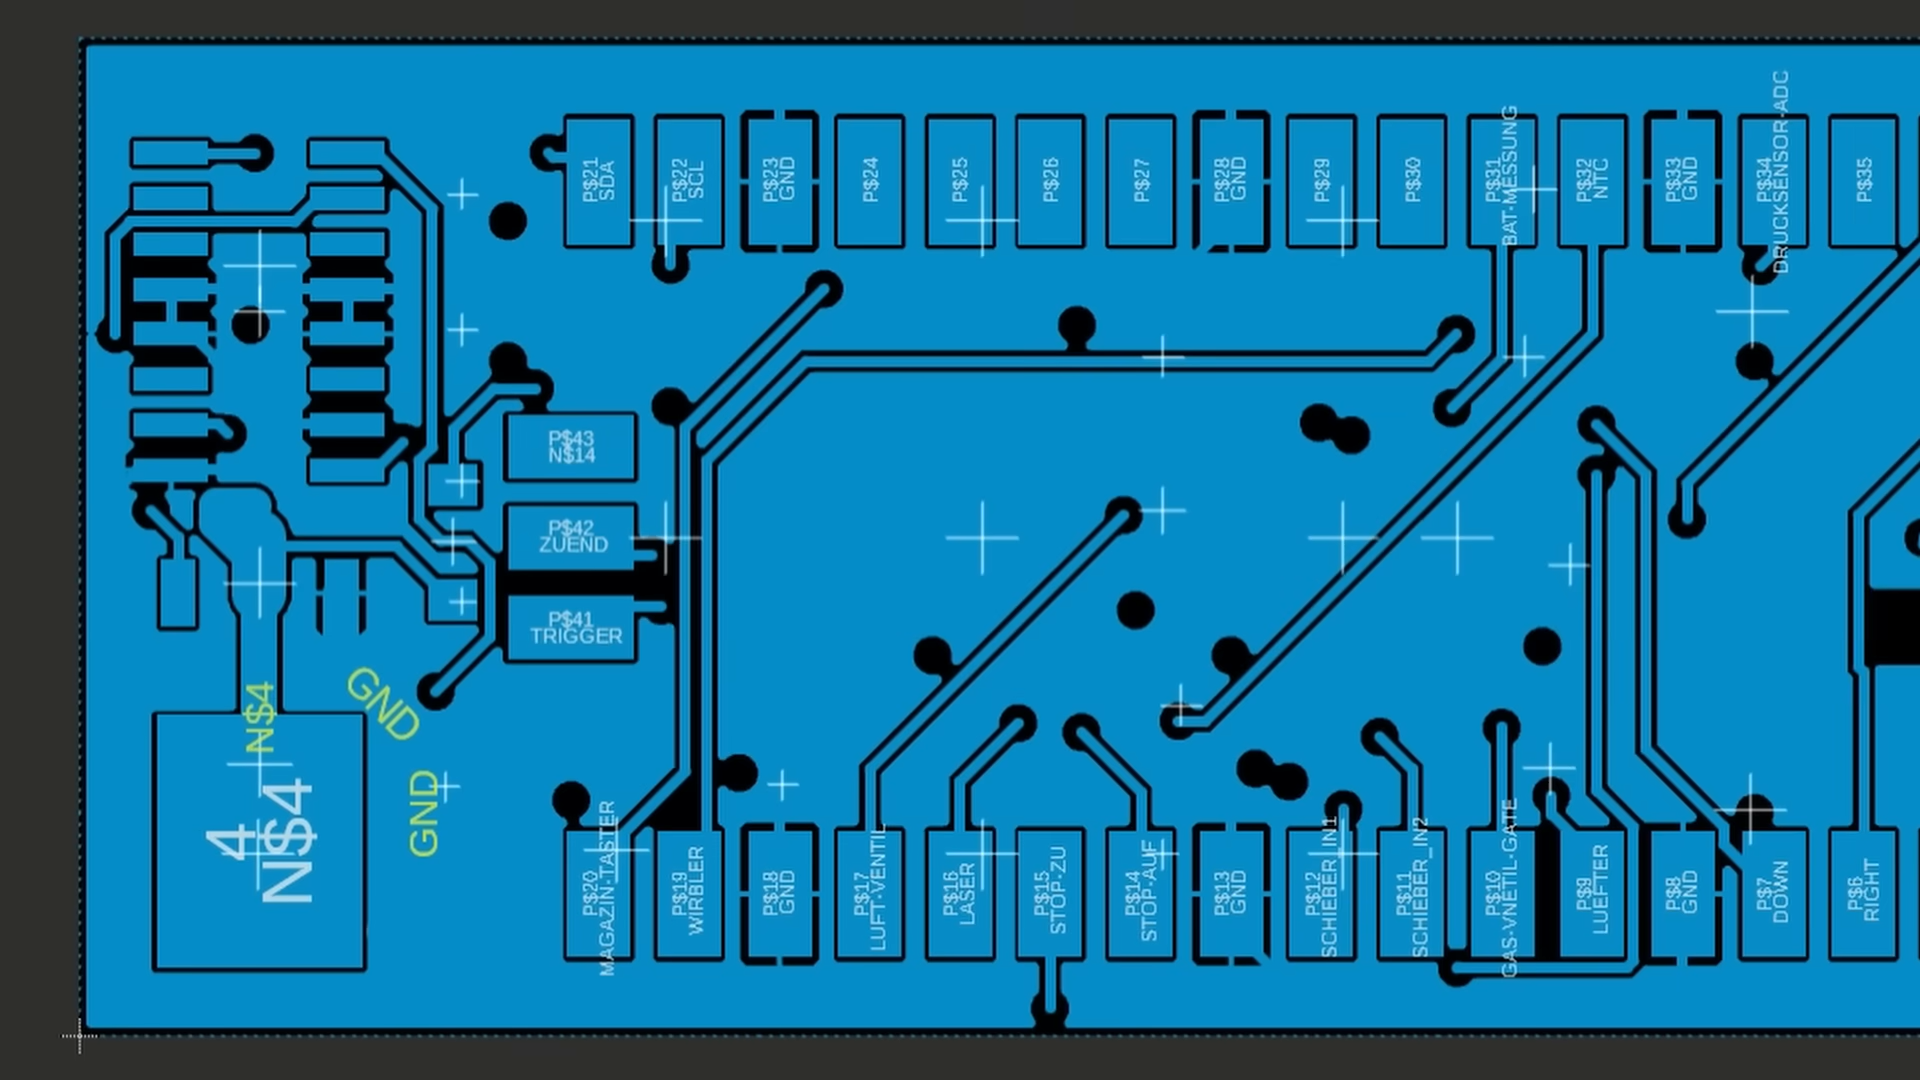 P$21
SDA
P$22
SCL
P$23
GND
P$24
P$25
P$26
P$27
P$28
GND
P$29
P$30
P$31
BAT-MESSUNG
P$32
NTC
P$33
GND
P$34
DRUCKSENSOR-ADC
P$35
P$43
N$14
P$42
ZUEND
P$41
TRIGGER
N$4
GND
GND
4
N$4
P$20
MAGAZIN-TASTER
P$19
WIRBLER
P$18
GND
P$17
LUFT-VENTIL
P$16
LASER
P$15
STOP-ZU
P$14
STOP-AUF
P$13
GND
P$12
SCHIEBER_IN1
P$11
SCHIEBER_IN2
P$10
GAS-VNETIL-GATE
P$9
LUEFTER
P$8
GND
P$7
DOWN
P$6
RIGHT